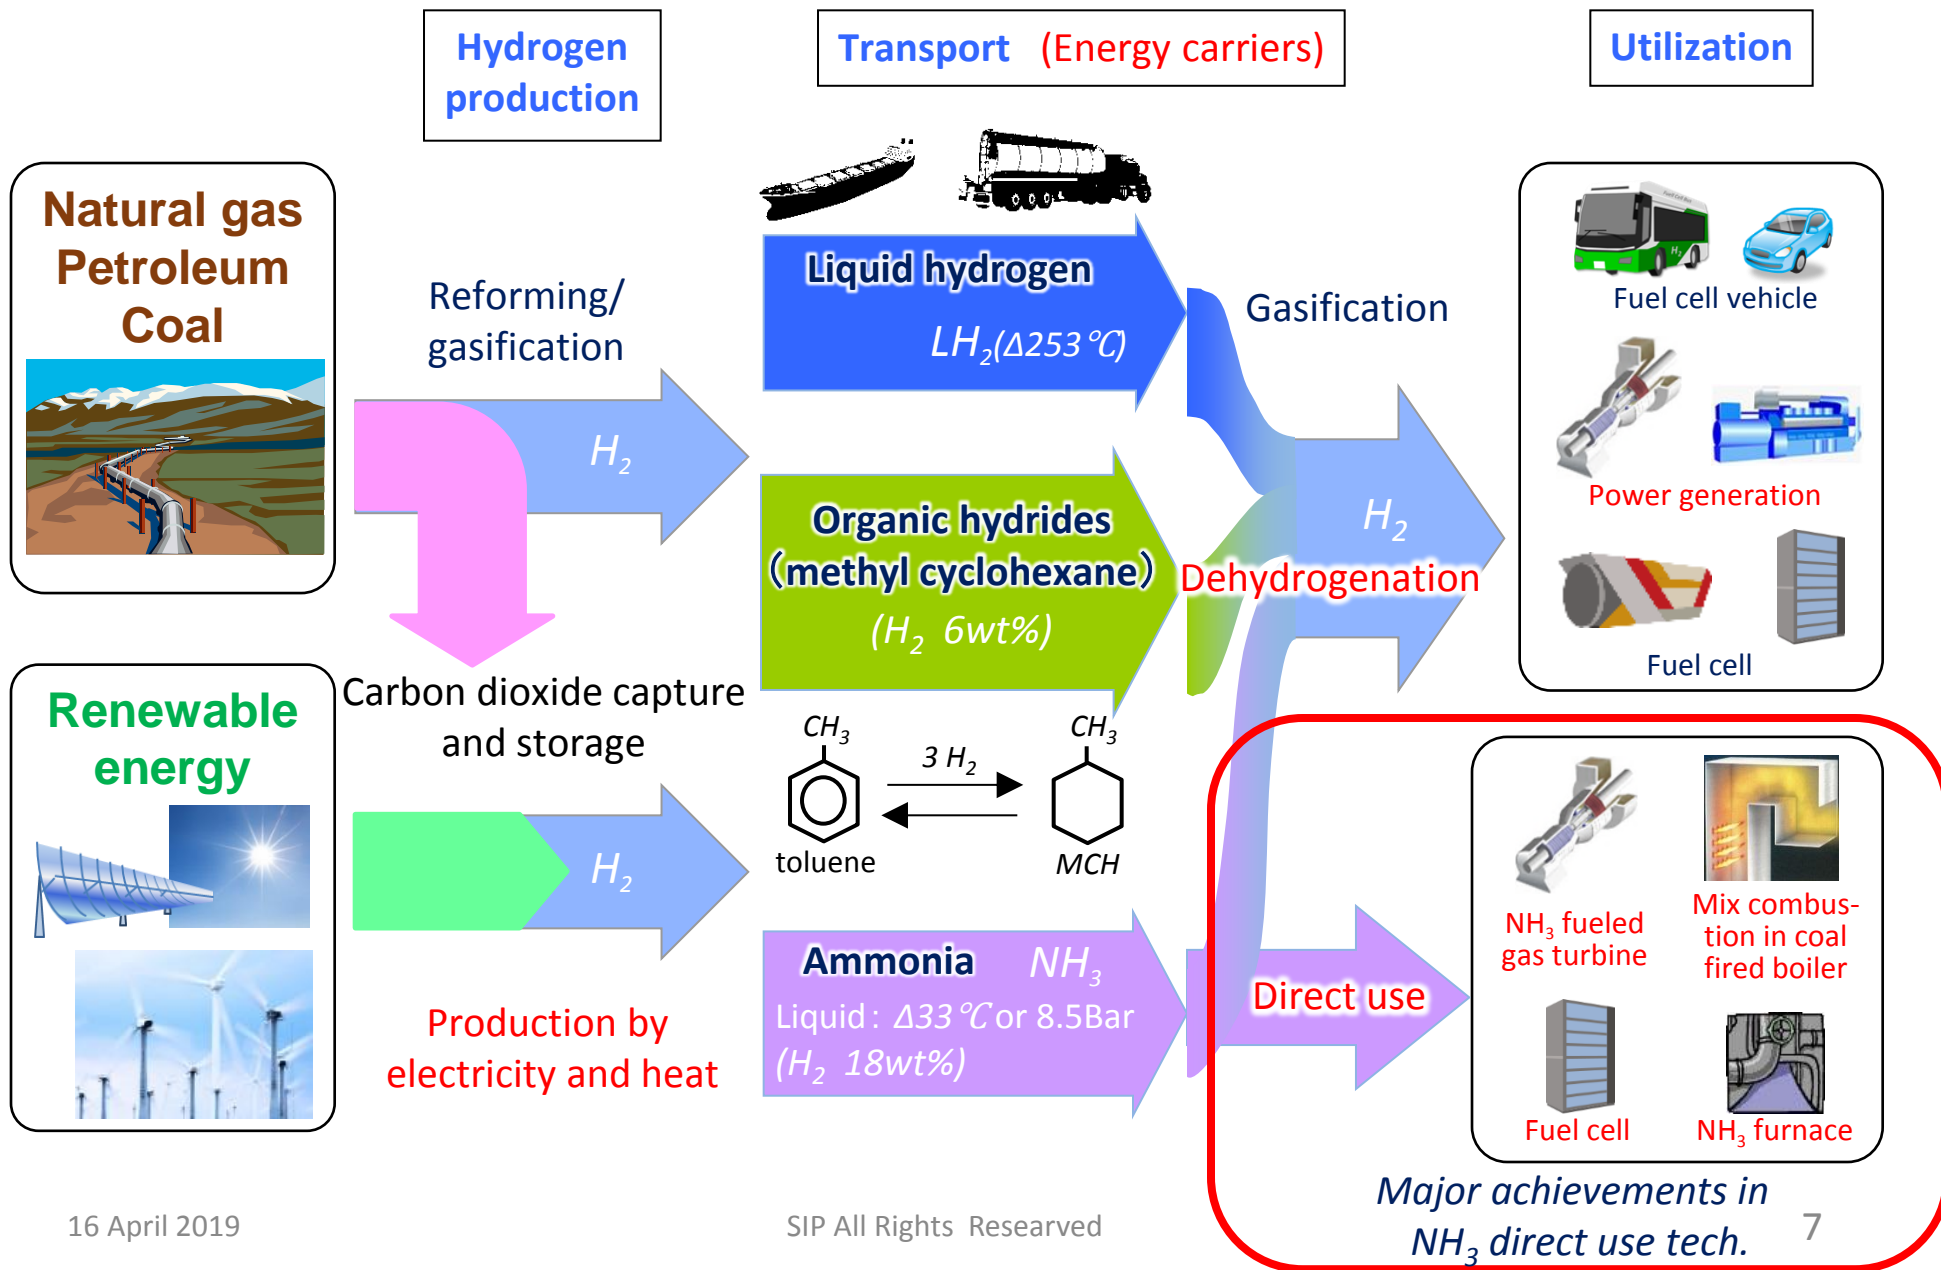 Hydrogen
production
Transport (Energy carriers)
Utilization
Natural gas
Petroleum
Coal
Reforming/
gasification
H₂
Carbon dioxide capture
and storage
Renewable
energy
H₂
Production by
electricity and heat
Liquid hydrogen
LH₂(Δ253℃)
Organic hydrides
（methyl cyclohexane）
(H₂ 6wt%)
CH₃
CH₃
3 H₂
toluene
MCH
Ammonia NH₃
Liquid : Δ33℃ or 8.5Bar
(H₂ 18wt%)
Gasification
H₂
Dehydrogenation
Direct use
H₂
Fuel cell vehicle
Power generation
Fuel cell
NH₃ fueled
gas turbine
Mix combus-
tion in coal
fired boiler
Fuel cell
NH₃ furnace
Major achievements in
NH₃ direct use tech.
16 April 2019
SIP All Rights Researved
7